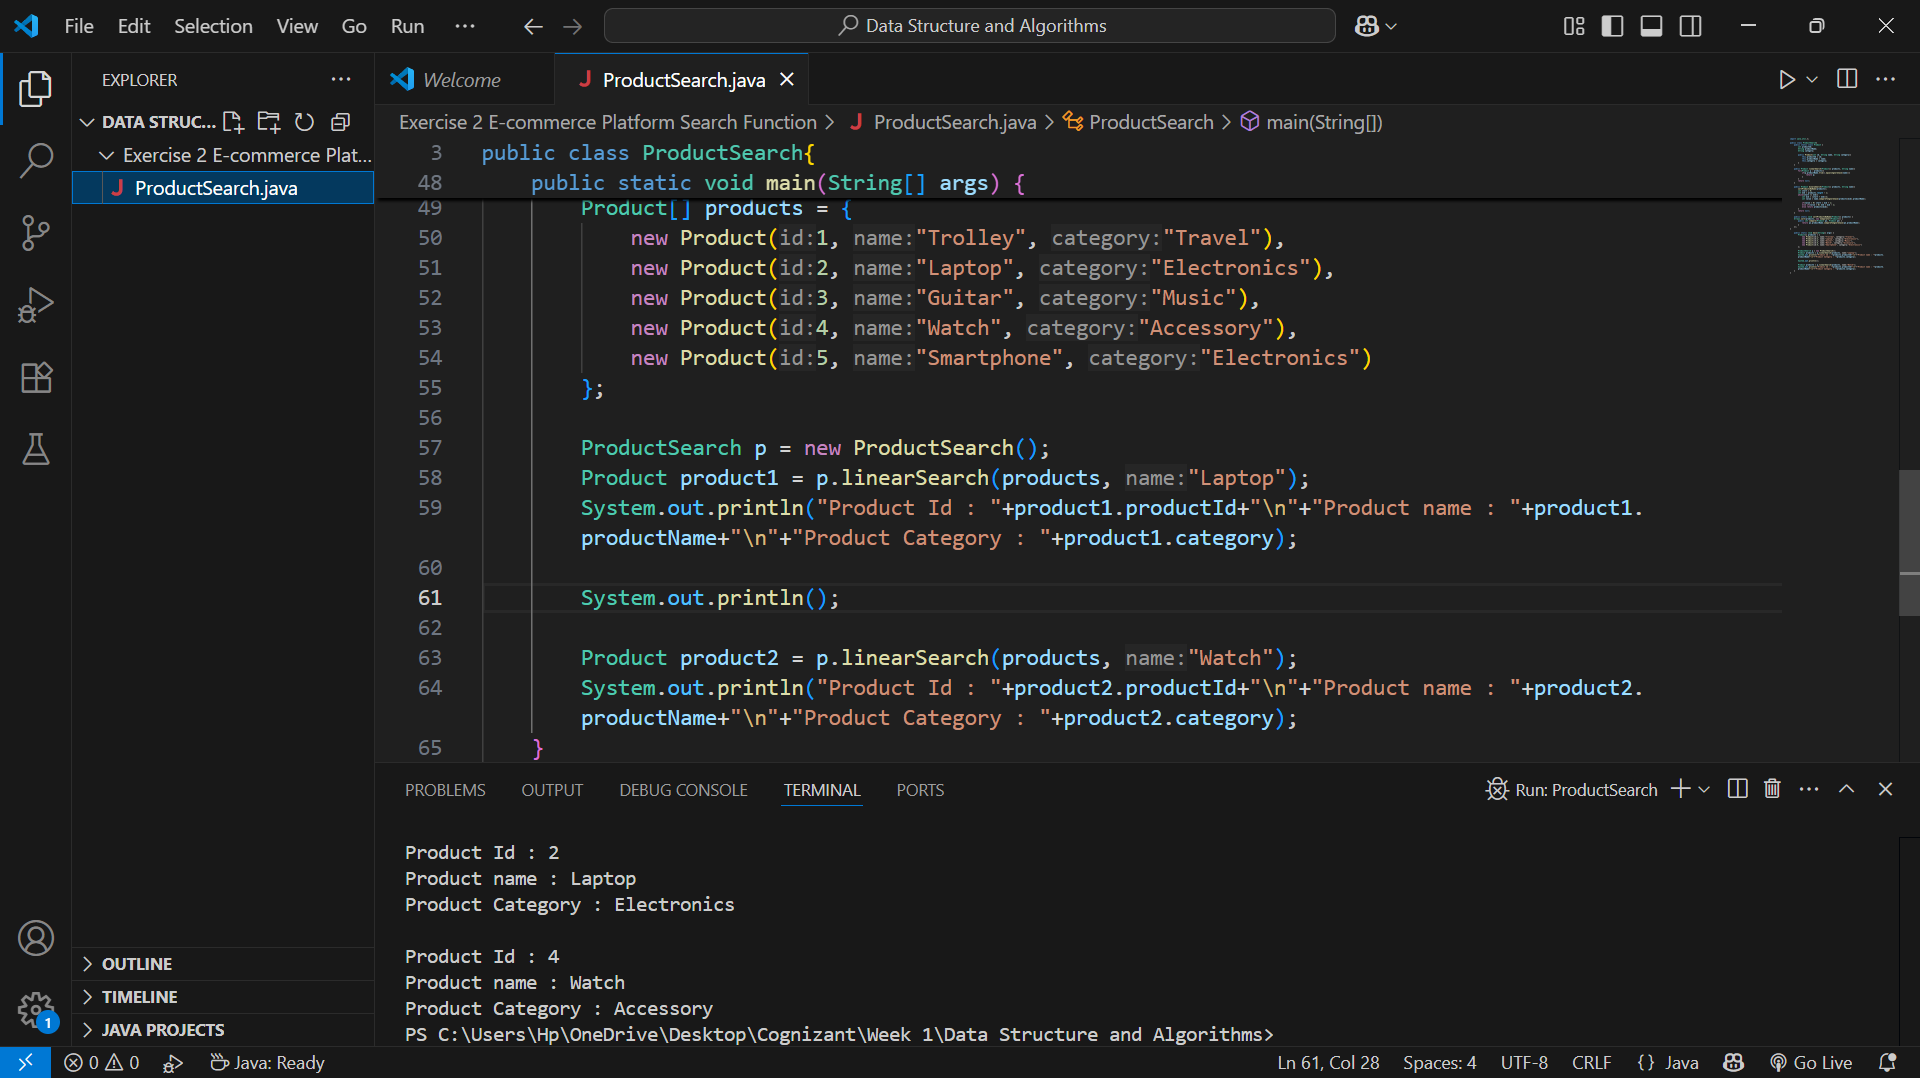 File Edit Selection View Go Run ··· Data Structure and Algorithms
EXPLORER ···
DATA STRUC...
Exercise 2 E-commerce Plat...
J ProductSearch.java
OUTLINE
TIMELINE
JAVA PROJECTS
1
Welcome J ProductSearch.java
Exercise 2 E-commerce Platform Search Function > J ProductSearch.java > ProductSearch > main(String[])
3 public class ProductSearch{
48 public static void main(String[] args) {
49 Product[] products = {
50 new Product(id:1, name:"Trolley", category:"Travel"),
51 new Product(id:2, name:"Laptop", category:"Electronics"),
52 new Product(id:3, name:"Guitar", category:"Music"),
53 new Product(id:4, name:"Watch", category:"Accessory"),
54 new Product(id:5, name:"Smartphone", category:"Electronics")
55 };
56
57 ProductSearch p = new ProductSearch();
58 Product product1 = p.linearSearch(products, name:"Laptop");
59 System.out.println("Product Id : "+product1.productId+"\n"+"Product name : "+product1.
productName+"\n"+"Product Category : "+product1.category);
60
61 System.out.println();
62
63 Product product2 = p.linearSearch(products, name:"Watch");
64 System.out.println("Product Id : "+product2.productId+"\n"+"Product name : "+product2.
productName+"\n"+"Product Category : "+product2.category);
65 }
PROBLEMS OUTPUT DEBUG CONSOLE TERMINAL PORTS Run: ProductSearch
Product Id : 2
Product name : Laptop
Product Category : Electronics
Product Id : 4
Product name : Watch
Product Category : Accessory
PS C:\Users\Hp\OneDrive\Desktop\Cognizant\Week 1\Data Structure and Algorithms>
0 0 Java: Ready Ln 61, Col 28 Spaces: 4 UTF-8 CRLF {} Java Go Live